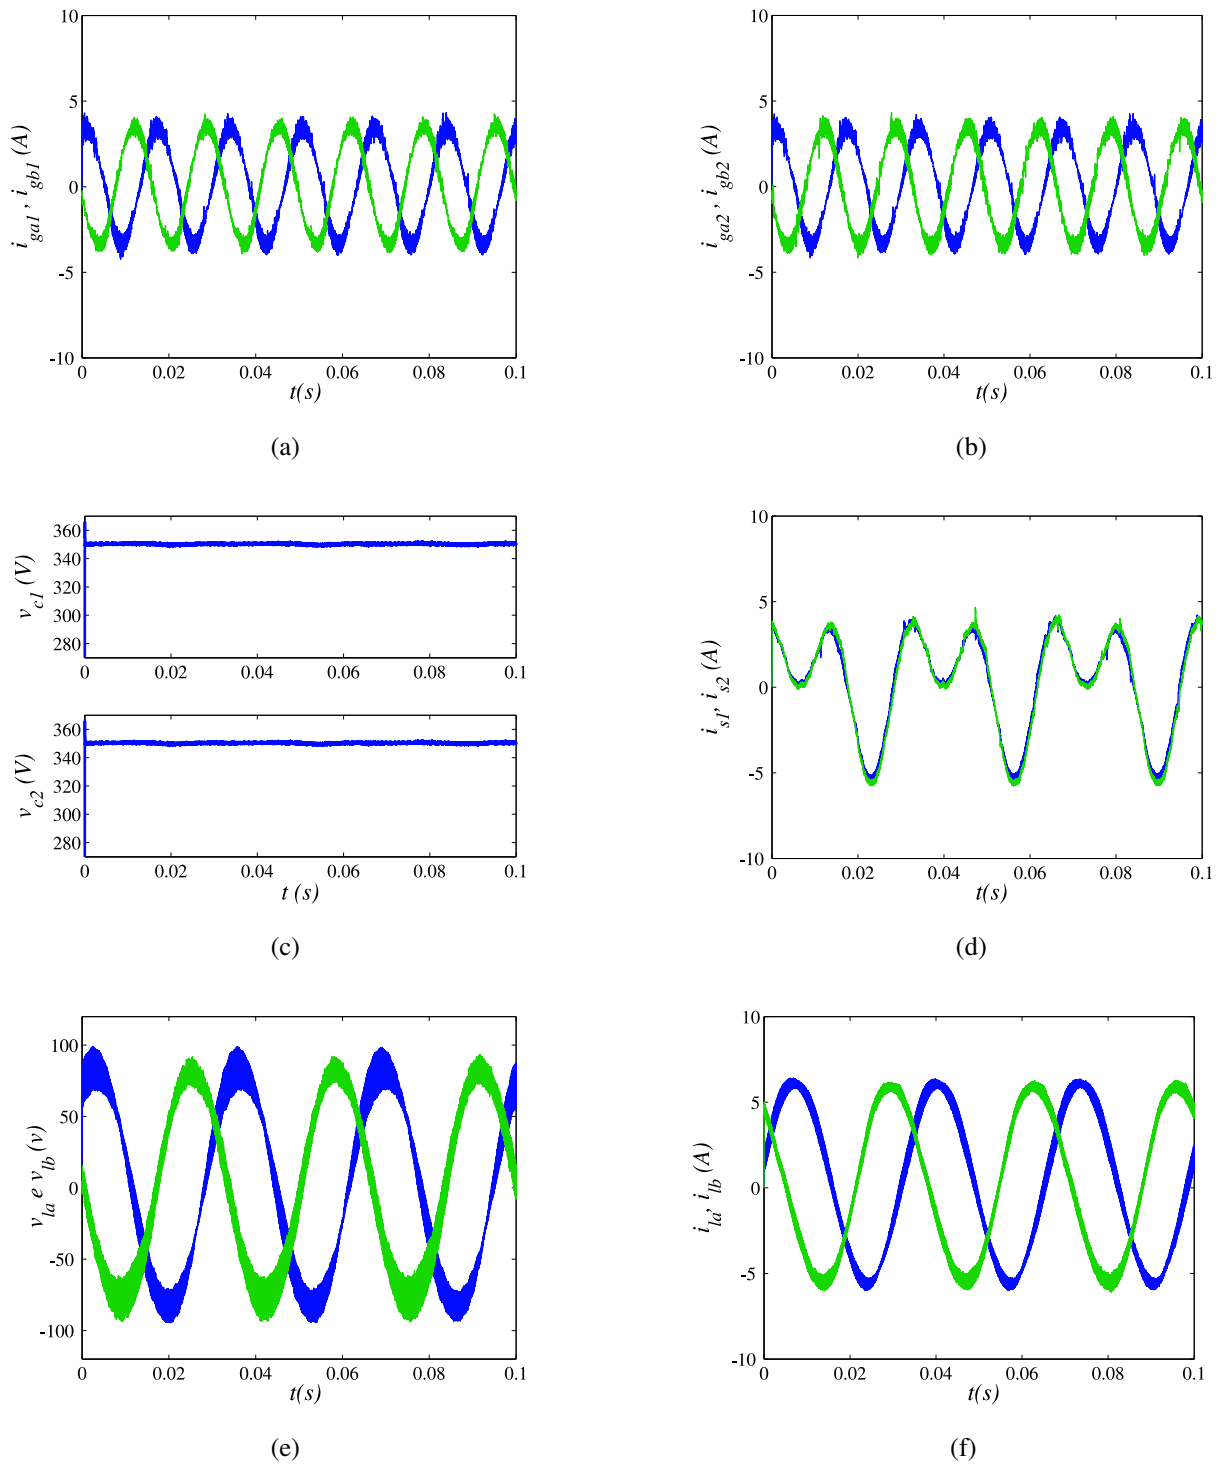 10
5
0
-5
-10
i_ga1 , i_gb1 (A)
0 0.02 0.04 0.06 0.08 0.1
t(s)
(a)
10
5
0
-5
-10
i_ga2 , i_gb2 (A)
0 0.02 0.04 0.06 0.08 0.1
t(s)
(b)
360
340
320
300
280
v_c1 (V)
0 0.02 0.04 0.06 0.08 0.1
360
340
320
300
280
v_c2 (V)
0 0.02 0.04 0.06 0.08 0.1
t (s)
(c)
10
5
0
-5
-10
i_s1, i_s2 (A)
0 0.02 0.04 0.06 0.08 0.1
t(s)
(d)
100
50
0
-50
-100
v_la e v_lb (v)
0 0.02 0.04 0.06 0.08 0.1
t(s)
(e)
10
5
0
-5
-10
i_la, i_lb (A)
0 0.02 0.04 0.06 0.08 0.1
t(s)
(f)